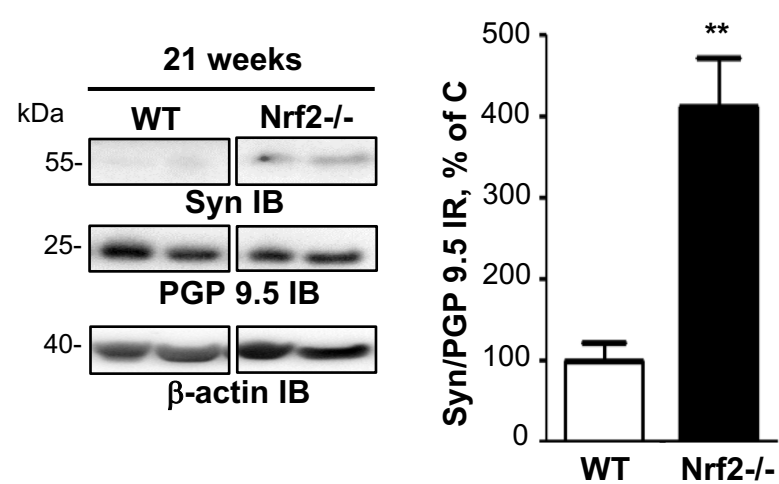 21 weeks
kDa
WT
Nrf2-/-
55-
Syn IB
25-
PGP 9.5 IB
40-
β-actin IB
Syn/PGP 9.5 IR, % of C
500
400
300
200
100
0
**
WT
Nrf2-/-